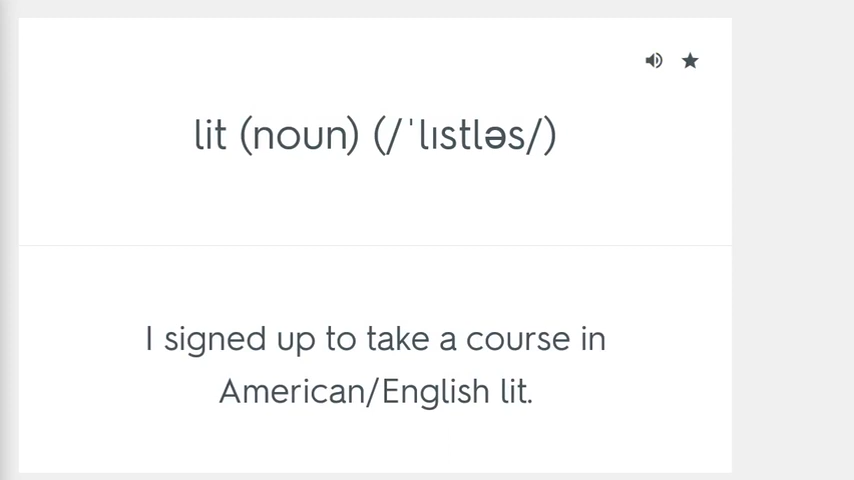 lit (noun) (/ˈlɪstləs/)
I signed up to take a course in
American/English lit.